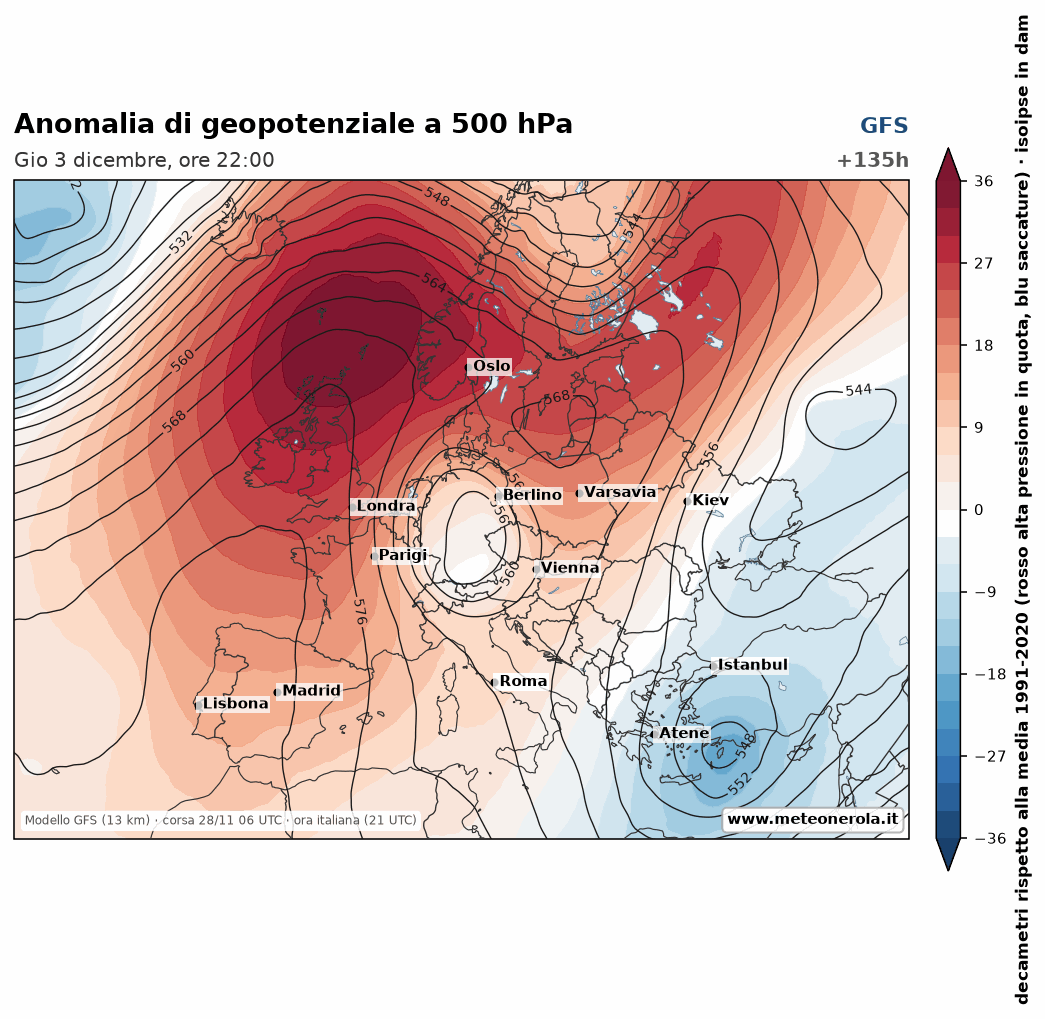 Anomalia di geopotenziale a 500 hPa
GFS
Gio 3 dicembre, ore 22:00
+135h
548
532
544
564
560
568
568
544
556
556
560
576
548
552
Oslo
Londra
Berlino
Varsavia
Kiev
Parigi
Vienna
Roma
Istanbul
Madrid
Lisbona
Atene
Modello GFS (13 km) · corsa 28/11 06 UTC · ora italiana (21 UTC)
www.meteonerola.it
36
27
18
9
0
−9
−18
−27
−36
decametri rispetto alla media 1991-2020 (rosso alta pressione in quota, blu saccature) · isoipse in dam